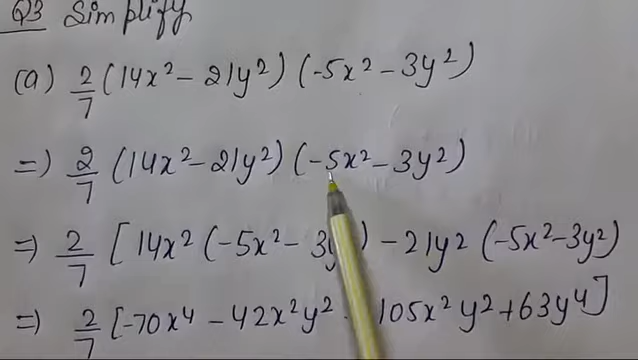 Q3 Simplify
(a) 2/7 (14x² - 21y²) (-5x² - 3y²)
=) 2/7 (14x² - 21y²) (-5x² - 3y²)
=) 2/7 [14x² (-5x² - 3y ) - 21y² (-5x² - 3y²)
=) 2/7 [-70x⁴ - 42x²y² 105x²y² + 63y⁴]